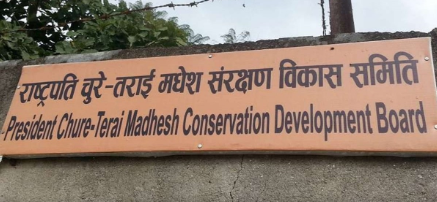 राष्ट्रपति चुरे-तराई मधेश संरक्षण विकास समिति
President Chure-Terai Madhesh Conservation Development Board